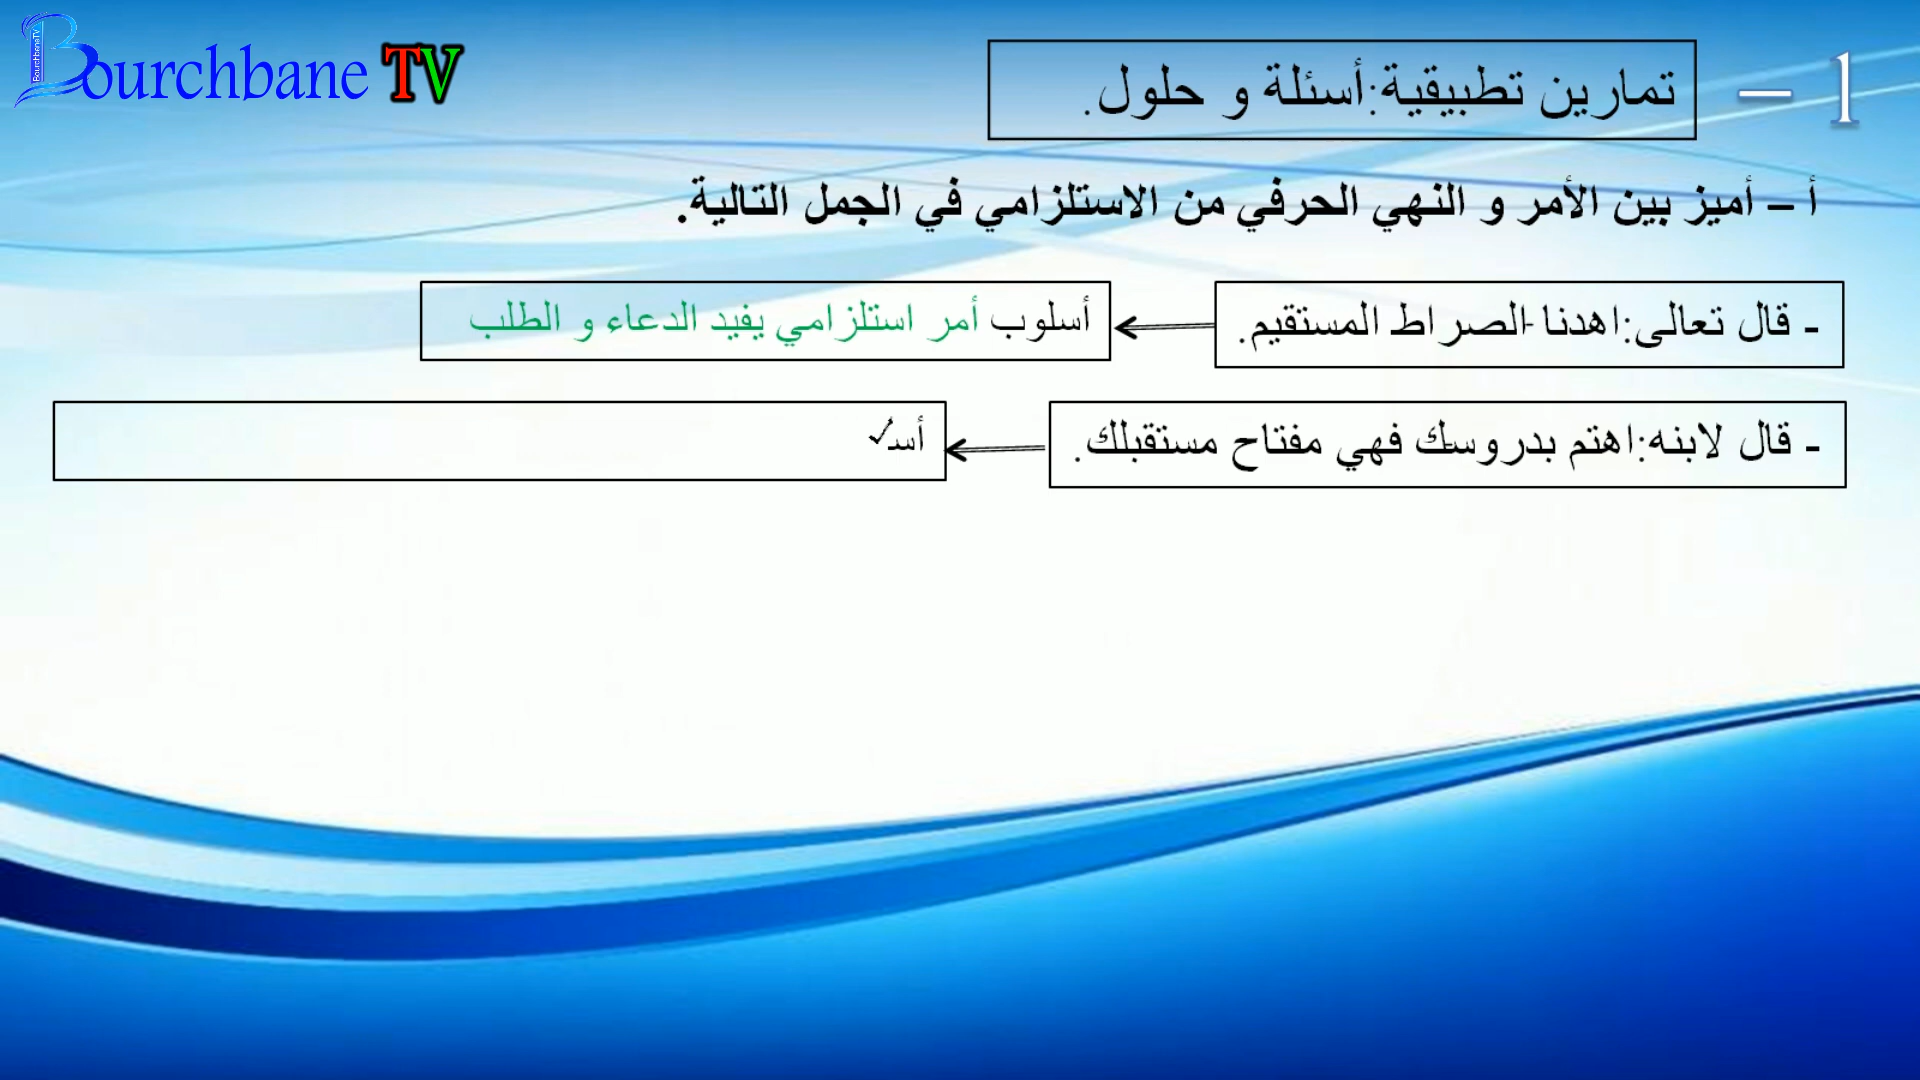 Bourchbane TV
1 – تمارين تطبيقية:أسئلة و حلول.
أ – أميز بين الأمر و النهي الحرفي من الاستلزامي في الجمل التالية.
- قال تعالى:اهدنا الصراط المستقيم. أسلوب أمر استلزامي يفيد الدعاء و الطلب
- قال لابنه:اهتم بدروسك فهي مفتاح مستقبلك. أسـ